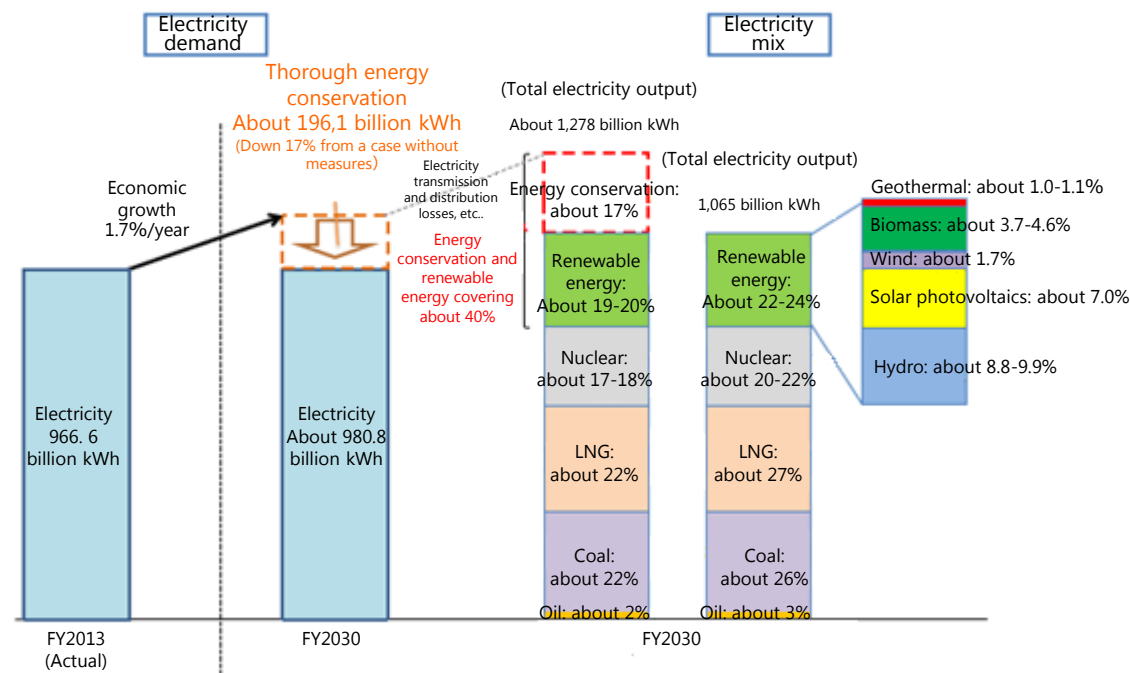 Electricity
demand
Electricity
mix
Thorough energy
conservation
About 196,1 billion kWh
(Down 17% from a case without
measures)
(Total electricity output)
About 1,278 billion kWh
(Total electricity output)
1,065 billion kWh
Economic
growth
1.7%/year
Electricity
transmission
and distribution
losses, etc..
Energy
conservation and
renewable
energy covering
about 40%
Electricity
966. 6
billion kWh
Electricity
About 980.8
billion kWh
Energy conservation:
about 17%
Renewable
energy:
About 19-20%
Nuclear:
about 17-18%
LNG:
about 22%
Coal:
about 22%
Oil: about 2%
Renewable
energy:
About 22-24%
Nuclear:
about 20-22%
LNG:
about 27%
Coal:
about 26%
Oil: about 3%
Geothermal: about 1.0-1.1%
Biomass: about 3.7-4.6%
Wind: about 1.7%
Solar photovoltaics: about 7.0%
Hydro: about 8.8-9.9%
FY2013
(Actual)
FY2030
FY2030